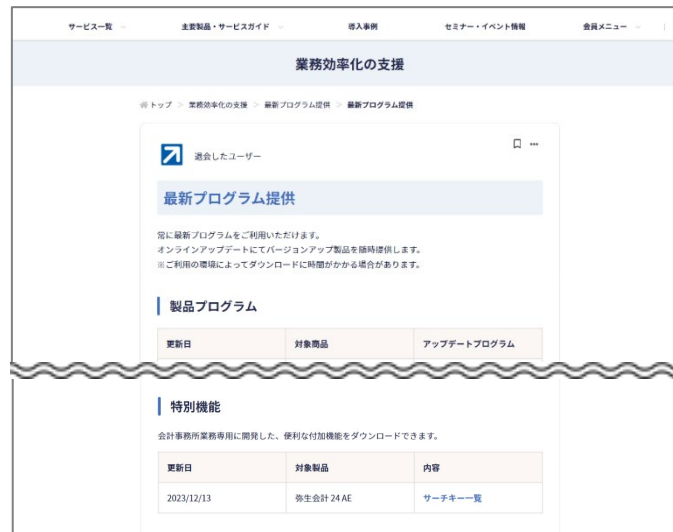 サービス一覧
主要製品・サービスガイド
導入事例
セミナー・イベント情報
会員メニュー
業務効率化の支援
トップ > 業務効率化の支援 > 最新プログラム提供 > 最新プログラム提供
退会したユーザー
最新プログラム提供
常に最新プログラムをご利用いただけます。
オンラインアップデートにてバージョンアップ製品を随時提供します。
※ご利用の環境によってダウンロードに時間がかかる場合があります。
製品プログラム
更新日 対象商品 アップデートプログラム
特別機能
会計事務所業務専用に開発した、便利な付加機能をダウンロードできます。
更新日 対象製品 内容
2023/12/13 弥生会計 24 AE サーチキー一覧